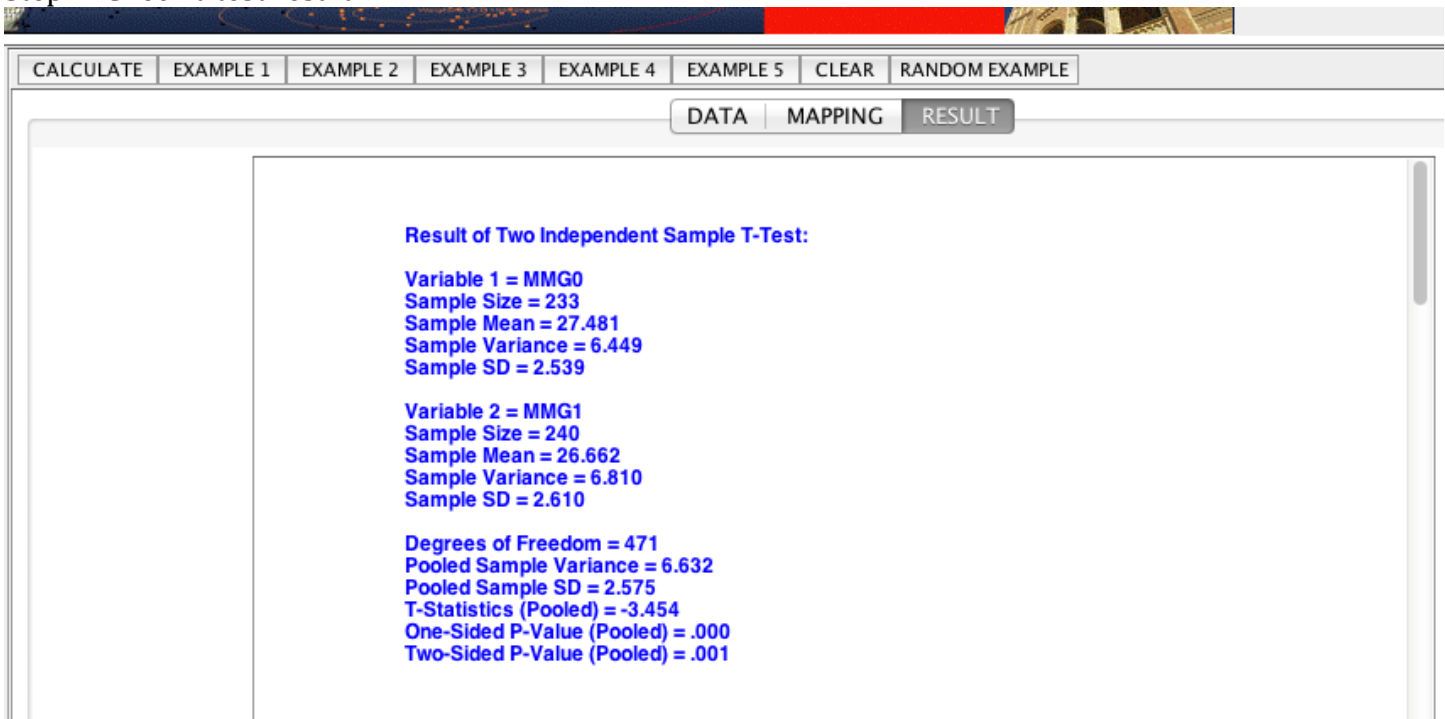 CALCULATE EXAMPLE 1 EXAMPLE 2 EXAMPLE 3 EXAMPLE 4 EXAMPLE 5 CLEAR RANDOM EXAMPLE
DATA MAPPING RESULT
Result of Two Independent Sample T-Test:
Variable 1 = MMG0
Sample Size = 233
Sample Mean = 27.481
Sample Variance = 6.449
Sample SD = 2.539
Variable 2 = MMG1
Sample Size = 240
Sample Mean = 26.662
Sample Variance = 6.810
Sample SD = 2.610
Degrees of Freedom = 471
Pooled Sample Variance = 6.632
Pooled Sample SD = 2.575
T-Statistics (Pooled) = -3.454
One-Sided P-Value (Pooled) = .000
Two-Sided P-Value (Pooled) = .001